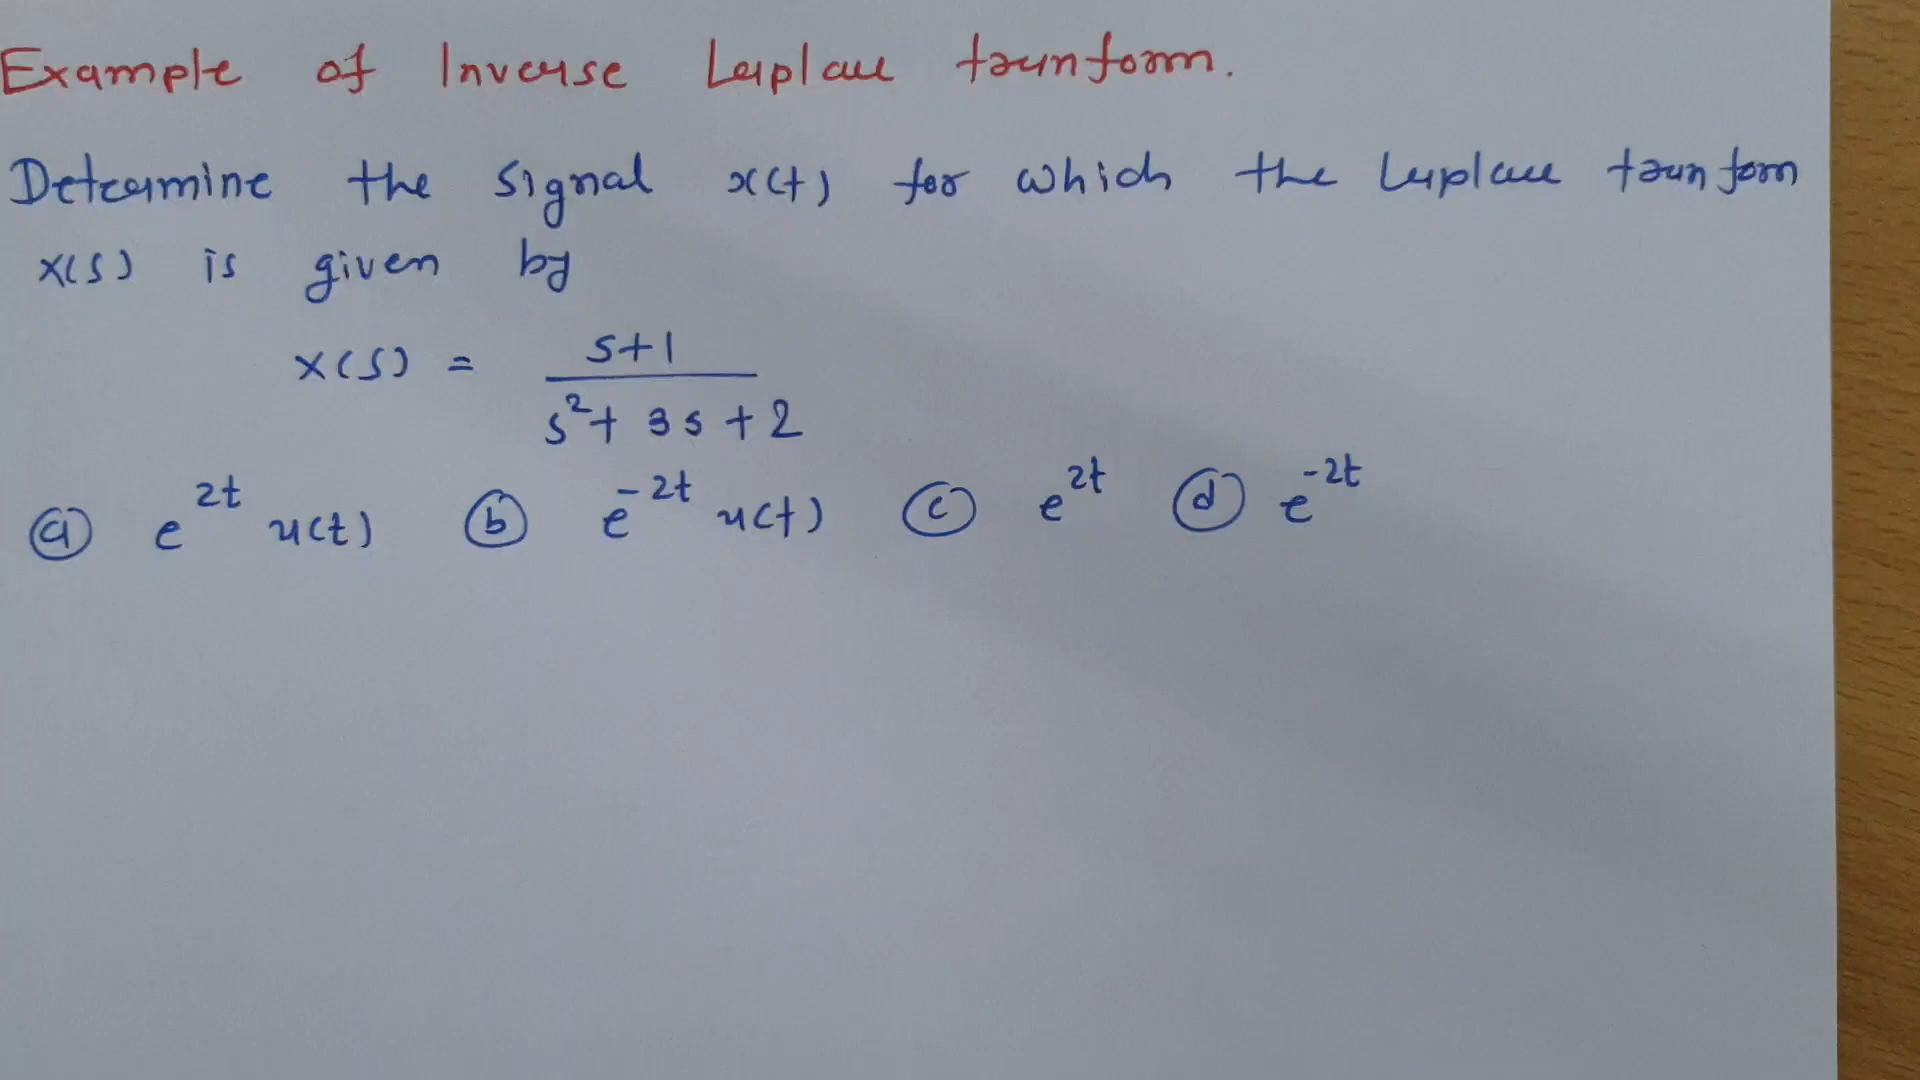 Example of Inverse Laplace transform.
Determine the signal x(t) for which the Laplace transform
X(s) is given by
X(s) = s+1 / s²+ 3s +2
ⓐ e^2t u(t) ⓑ e^-2t u(t) ⓒ e^2t ⓓ e^-2t